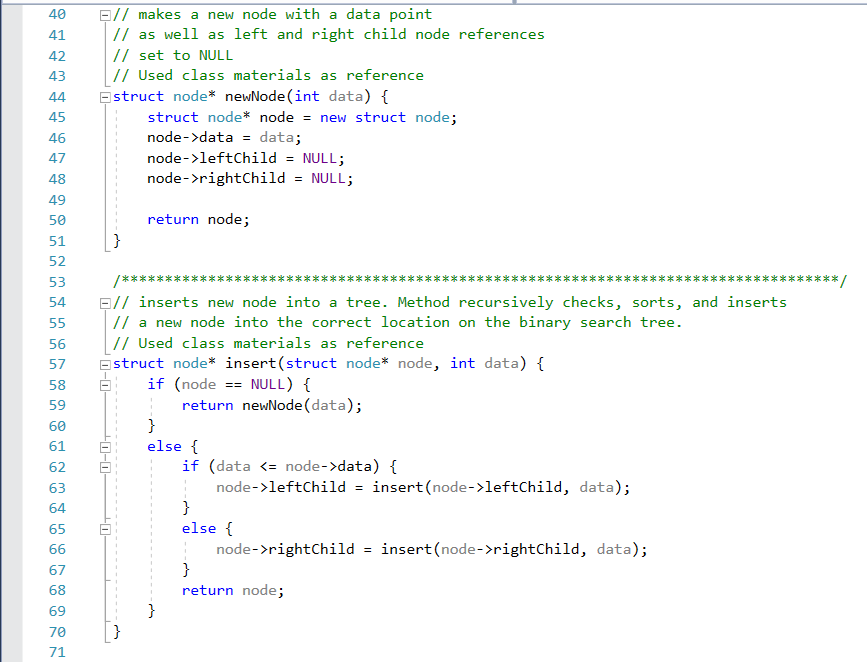 40 // makes a new node with a data point
41 // as well as left and right child node references
42 // set to NULL
43 // Used class materials as reference
44 struct node* newNode(int data) {
45 struct node* node = new struct node;
46 node->data = data;
47 node->leftChild = NULL;
48 node->rightChild = NULL;
49
50 return node;
51 }
52
53 /***********************************************************************************/
54 // inserts new node into a tree. Method recursively checks, sorts, and inserts
55 // a new node into the correct location on the binary search tree.
56 // Used class materials as reference
57 struct node* insert(struct node* node, int data) {
58 if (node == NULL) {
59 return newNode(data);
60 }
61 else {
62 if (data <= node->data) {
63 node->leftChild = insert(node->leftChild, data);
64 }
65 else {
66 node->rightChild = insert(node->rightChild, data);
67 }
68 return node;
69 }
70 }
71